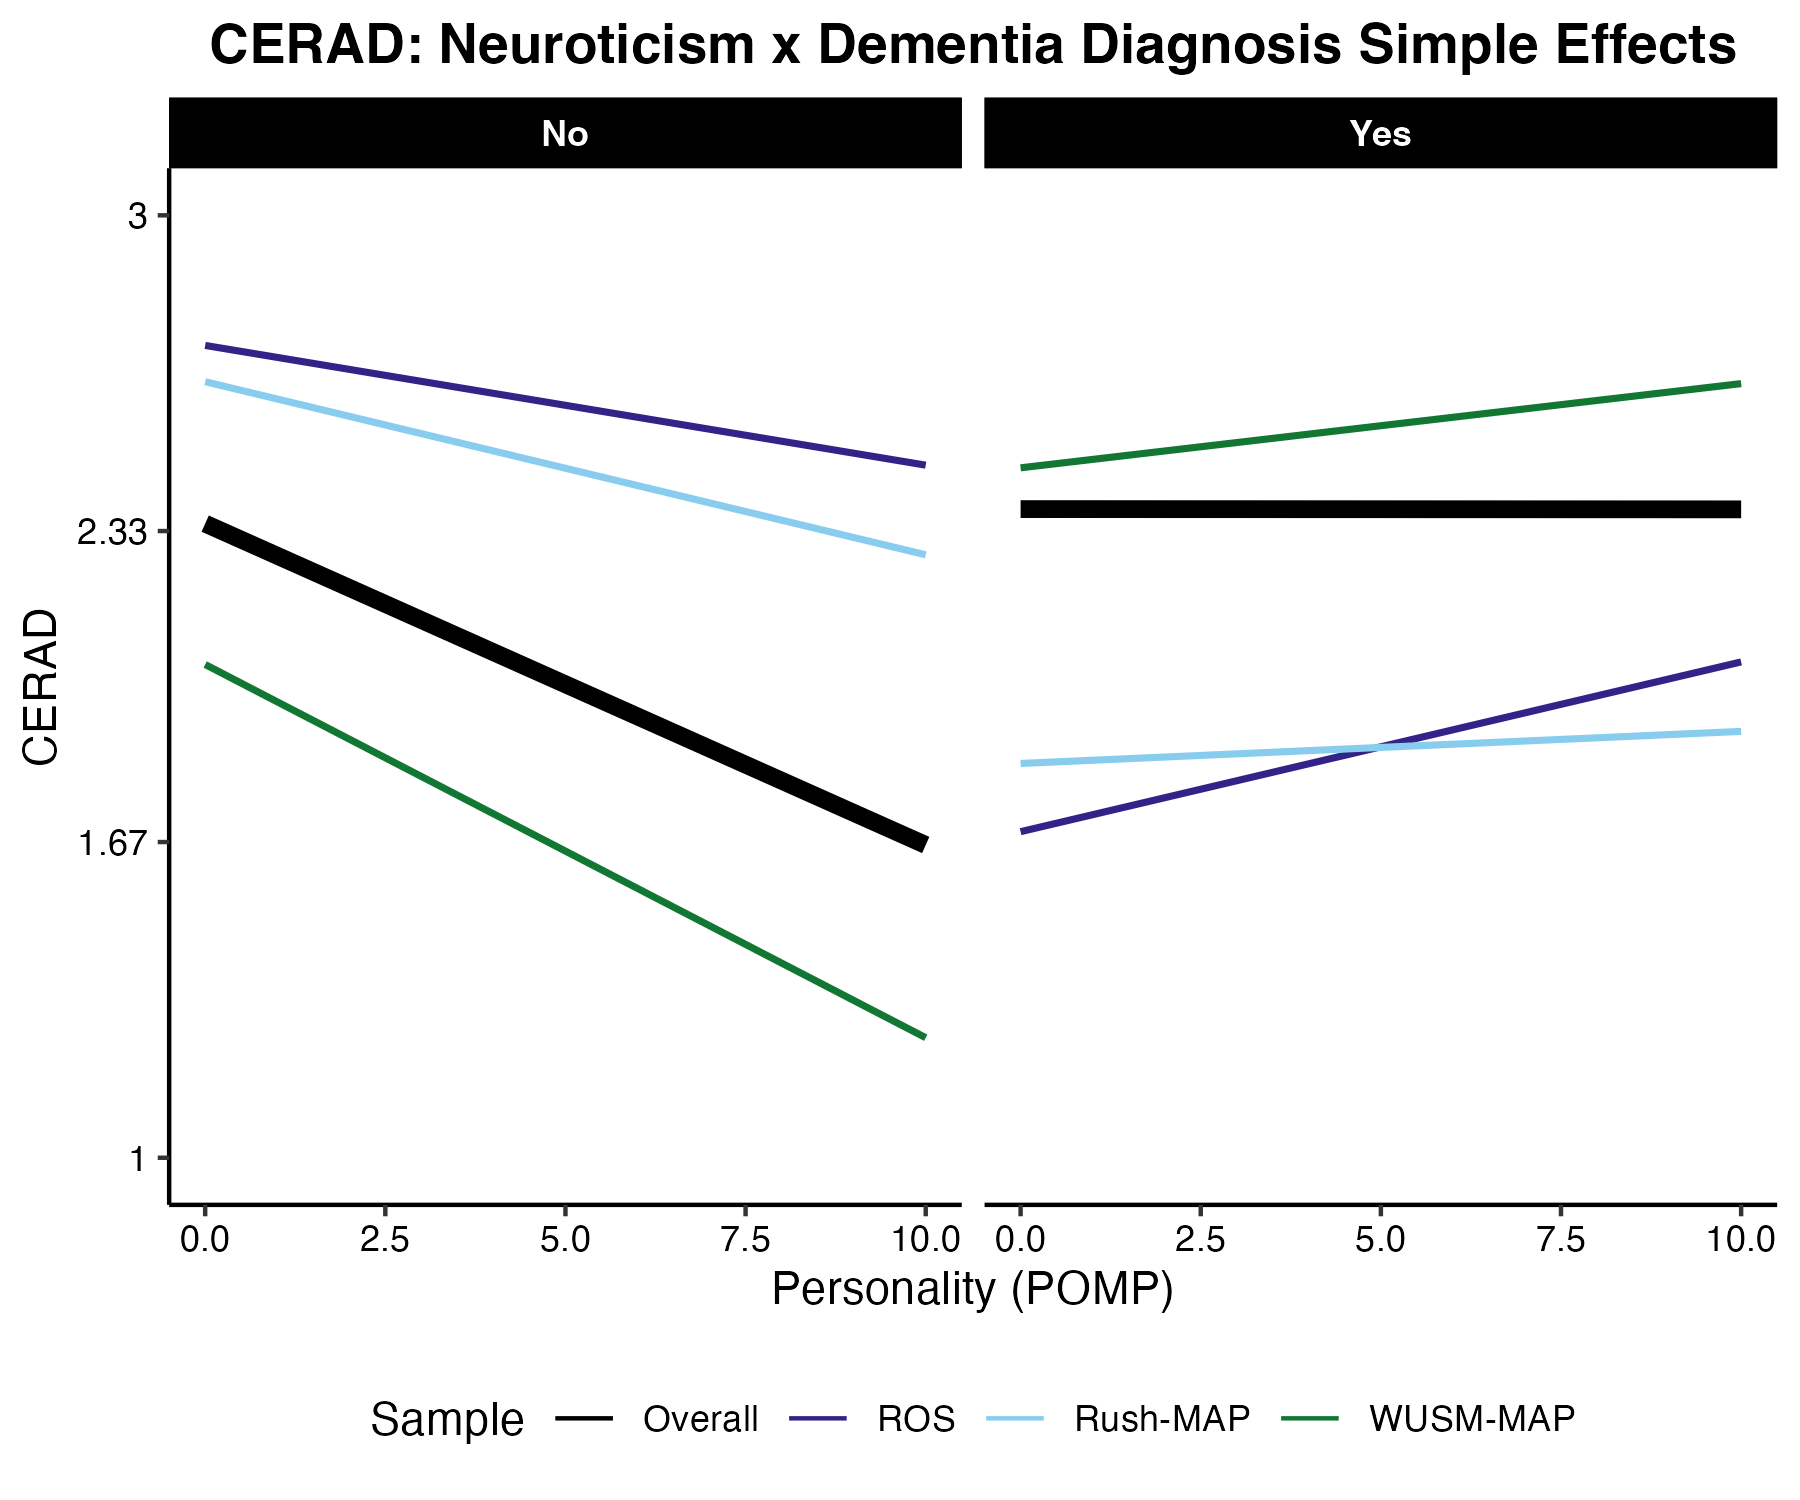 CERAD: Neuroticism x Dementia Diagnosis Simple Effects
No
Yes
3
2.33
1.67
1
CERAD
0.0 2.5 5.0 7.5 10.0 0.0 2.5 5.0 7.5 10.0
Personality (POMP)
Sample Overall ROS Rush-MAP WUSM-MAP